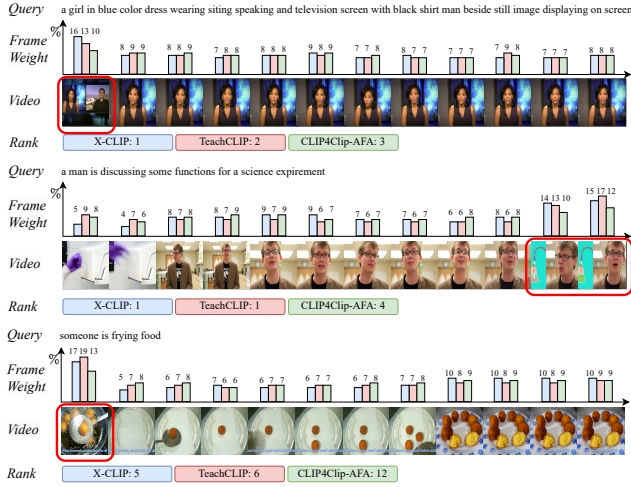 Query a girl in blue color dress wearing siting speaking and television screen with black shirt man beside still image displaying on screen
Frame Weight
%
16 13 10 8 9 9 9 8 9 7 8 8 8 8 9 7 8 8 8 7 7 7 7 7 7 9 8 7 7 7 8 8 8
Video
Rank X-CLIP: 1 TeachCLIP: 2 CLIP4Clip-AFA: 3
Query a man is discussing some functions for a science expirement
Frame Weight
%
5 9 8 4 7 6 8 7 8 8 7 9 9 7 9 9 6 7 7 6 7 7 6 7 6 6 8 8 6 8 14 13 10 15 17 12
Video
Rank X-CLIP: 1 TeachCLIP: 1 CLIP4Clip-AFA: 4
Query someone is frying food
Frame Weight
%
17 19 13 5 7 8 6 7 8 7 6 6 6 7 7 6 7 8 6 7 8 7 7 8 10 8 9 10 8 9 10 8 9 10 9 9
Video
Rank X-CLIP: 5 TeachCLIP: 6 CLIP4Clip-AFA: 12